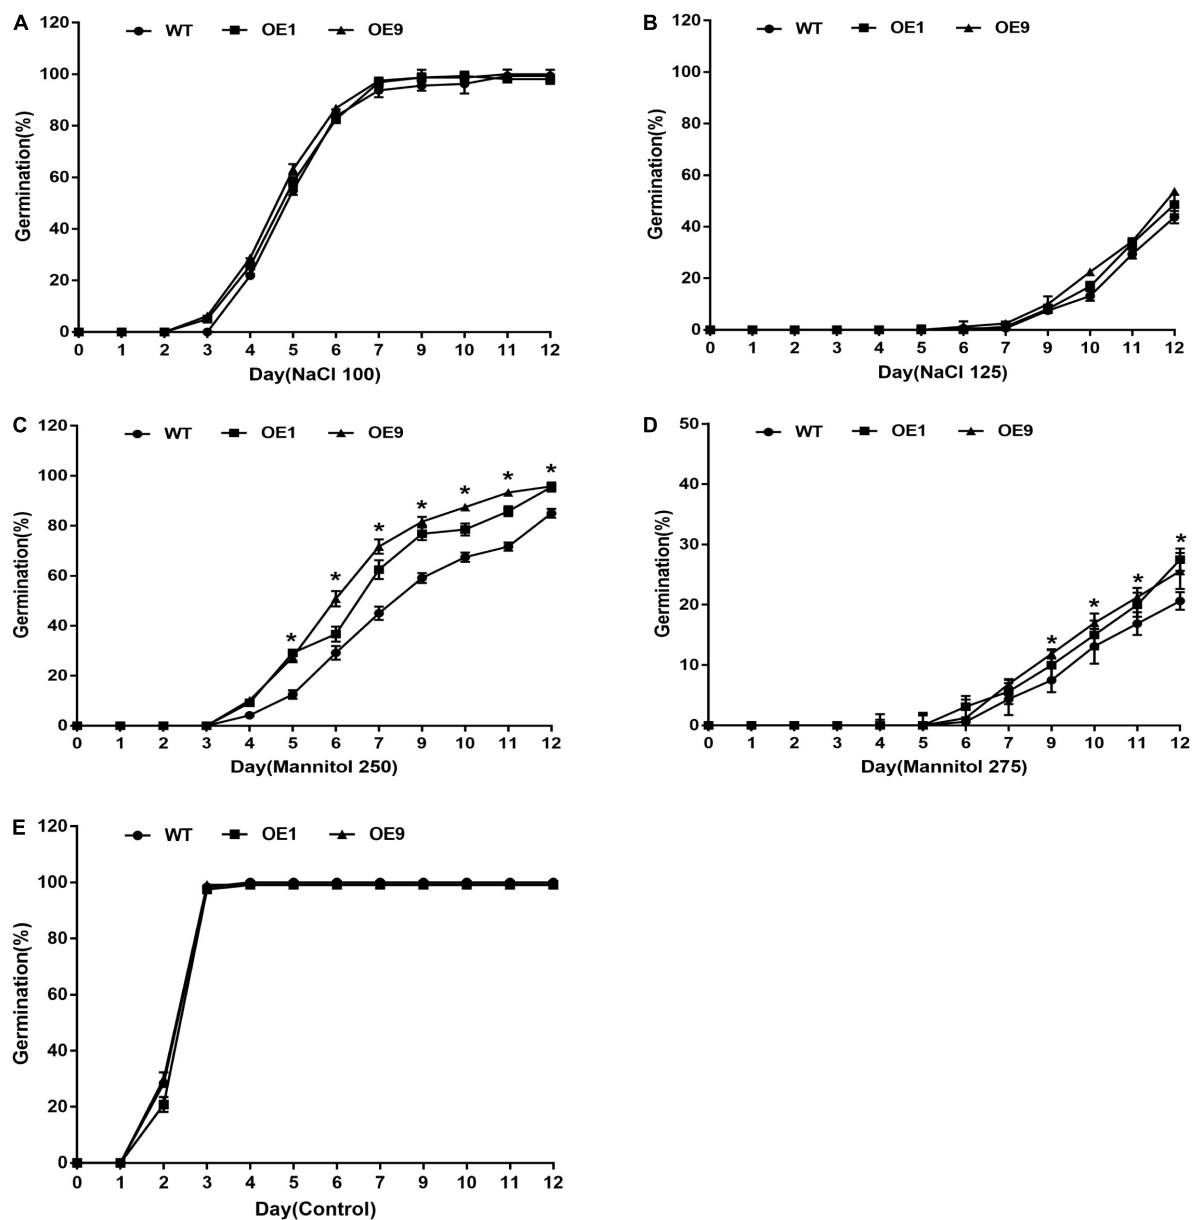 A
WT OE1 OE9
120
100
80
60
40
20
0
Germination(%)
0 1 2 3 4 5 6 7 9 10 11 12
Day(NaCl 100)
B
WT OE1 OE9
120
100
80
60
40
20
0
Germination(%)
0 1 2 3 4 5 6 7 9 10 11 12
Day(NaCl 125)
C
WT OE1 OE9
120
100
80
60
40
20
0
Germination(%)
* * * * * * * *
0 1 2 3 4 5 6 7 9 10 11 12
Day(Mannitol 250)
D
WT OE1 OE9
50
40
30
20
10
0
Germination(%)
* * * *
0 1 2 3 4 5 6 7 9 10 11 12
Day(Mannitol 275)
E
WT OE1 OE9
120
100
80
60
40
20
0
Germination(%)
0 1 2 3 4 5 6 7 9 10 11 12
Day(Control)